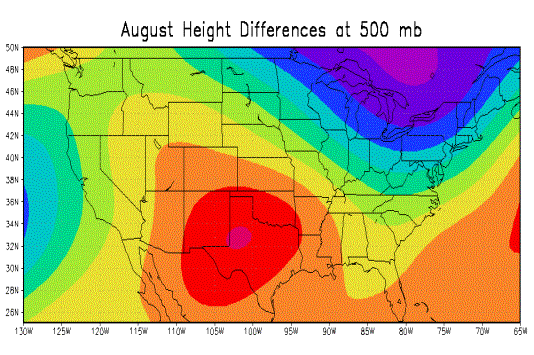 August Height Differences at 500 mb
50N
48N
46N
44N
42N
40N
38N
36N
34N
32N
30N
28N
26N
130W 125W 120W 115W 110W 105W 100W 95W 90W 85W 80W 75W 70W 65W